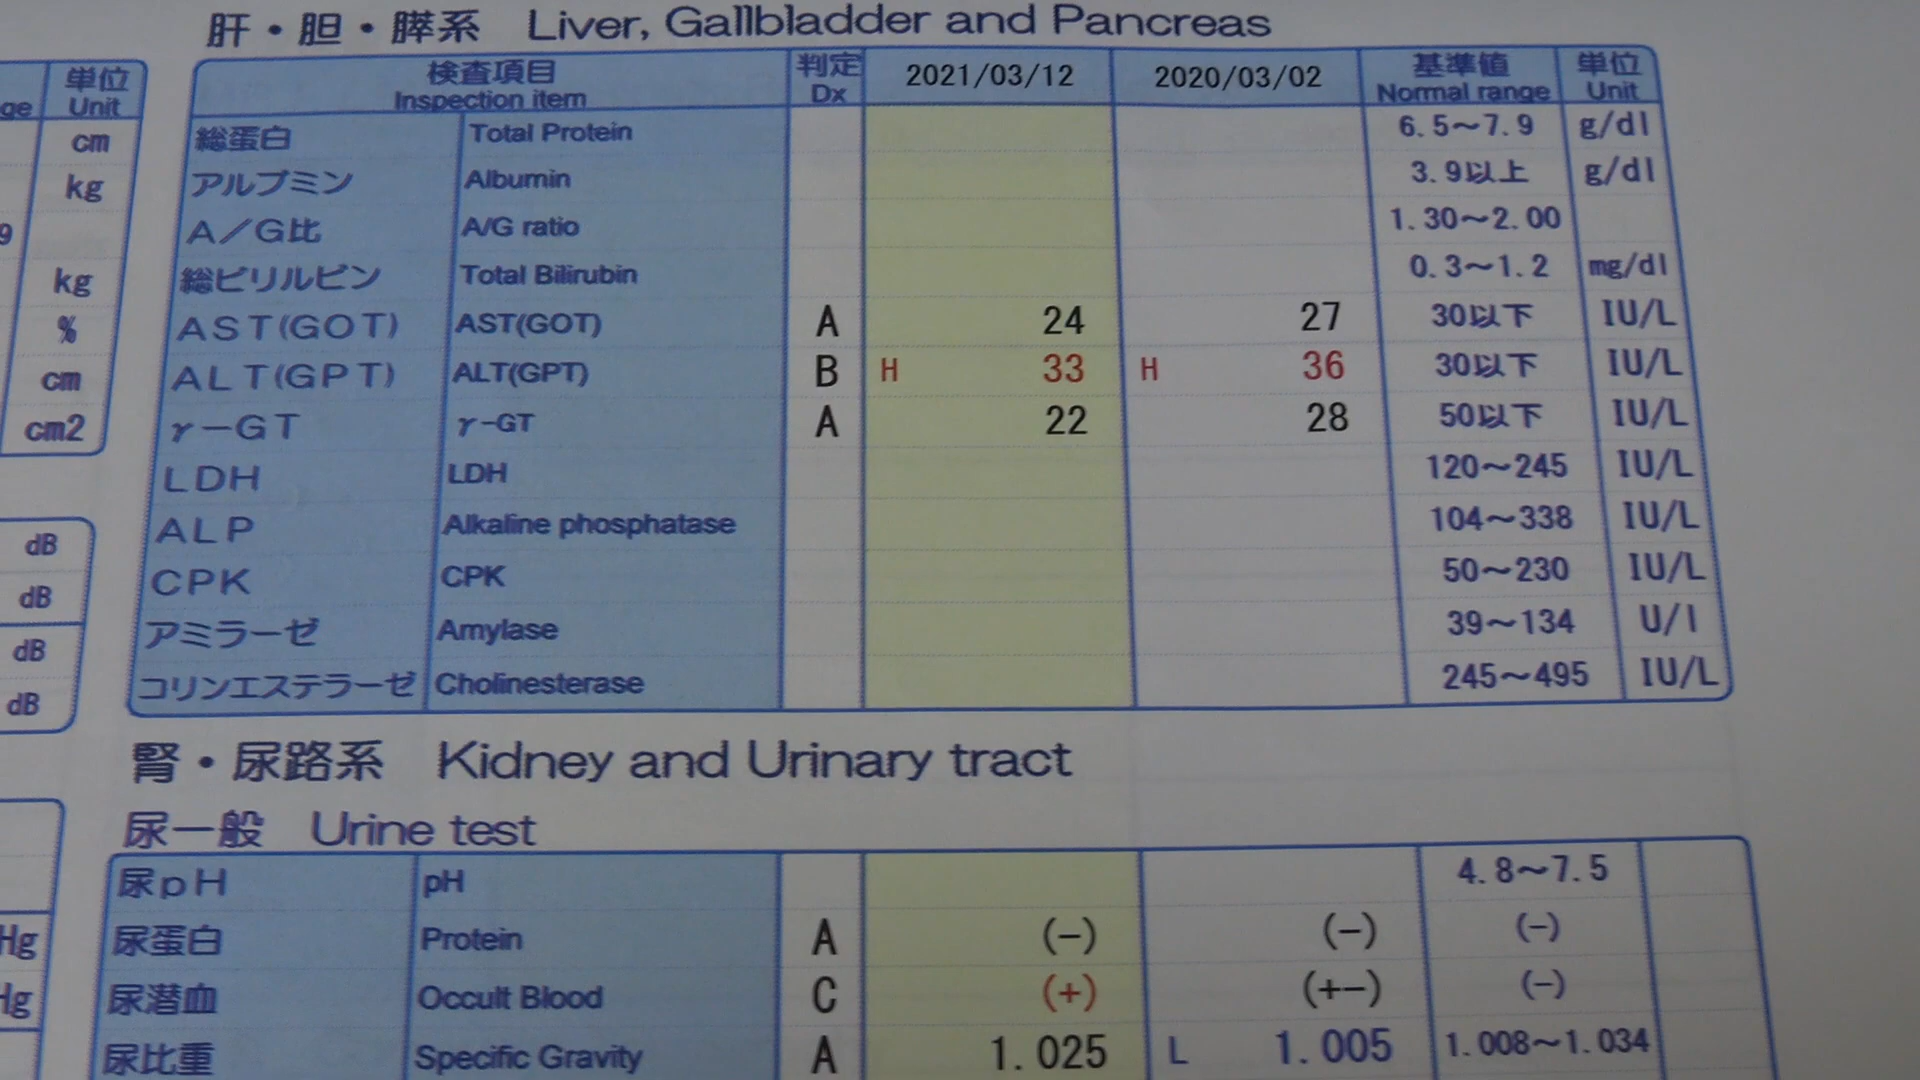 肝・胆・膵系 Liver, Gallbladder and Pancreas
検査項目 Inspection item 判定 Dx 2021/03/12 2020/03/02 基準値 Normal range 単位 Unit
総蛋白 Total Protein 6.5～7.9 g/dl
アルブミン Albumin 3.9以上 g/dl
A／G比 A/G ratio 1.30～2.00
総ビリルビン Total Bilirubin 0.3～1.2 mg/dl
AST(GOT) AST(GOT) A 24 27 30以下 IU/L
ALT(GPT) ALT(GPT) B H 33 H 36 30以下 IU/L
γ－GT γ-GT A 22 28 50以下 IU/L
LDH LDH 120～245 IU/L
ALP Alkaline phosphatase 104～338 IU/L
CPK CPK 50～230 IU/L
アミラーゼ Amylase 39～134 U/l
コリンエステラーゼ Cholinesterase 245～495 IU/L
腎・尿路系 Kidney and Urinary tract
尿一般 Urine test
尿pH pH 4.8～7.5
尿蛋白 Protein A (-) (-) (-)
尿潜血 Occult Blood C (+) (+-) (-)
尿比重 Specific Gravity A 1.025 L 1.005 1.008～1.034
単位
ge Unit
cm
kg
9
kg
%
cm
cm2
dB
dB
dB
dB
Hg
Hg